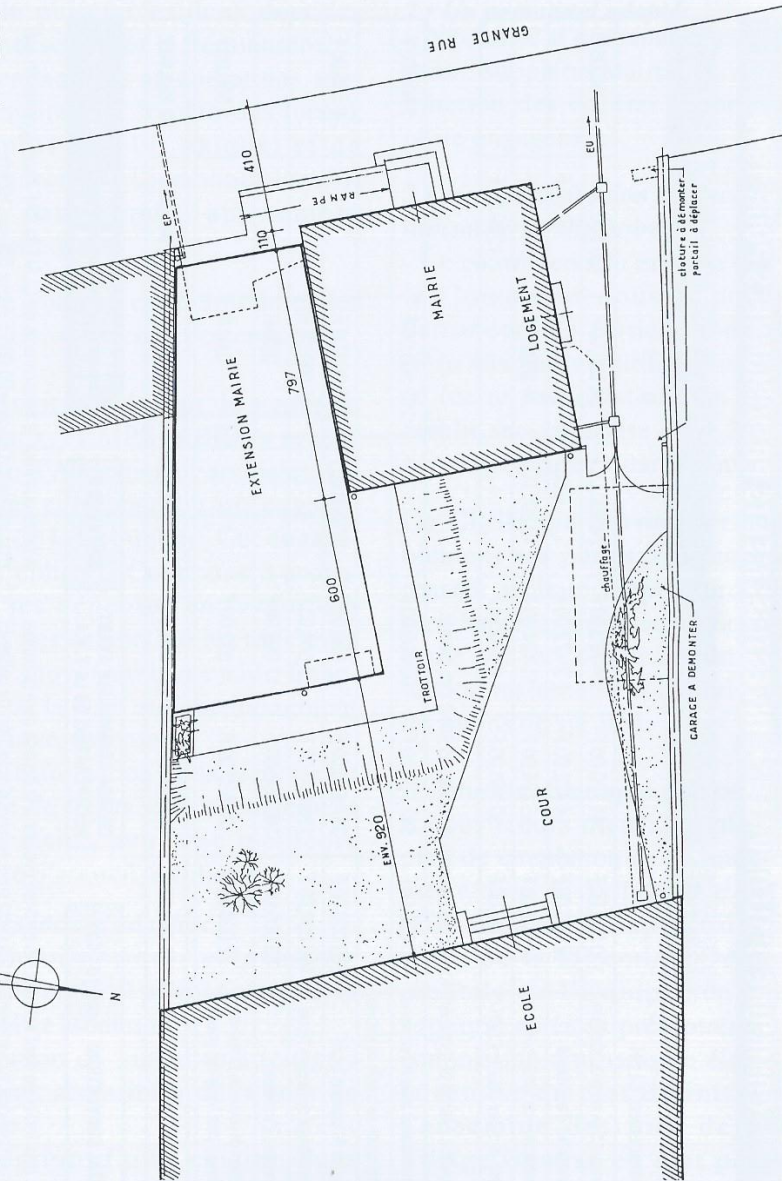 GRANDE RUE
EP
410
RAMPE
110
EU
MAIRIE
LOGEMENT
cloture à démonter
portail à déplacer
EXTENSION MAIRIE
797
600
TROTTOIR
chauffage
GARAGE A DEMONTER
ENV. 920
COUR
ECOLE
N